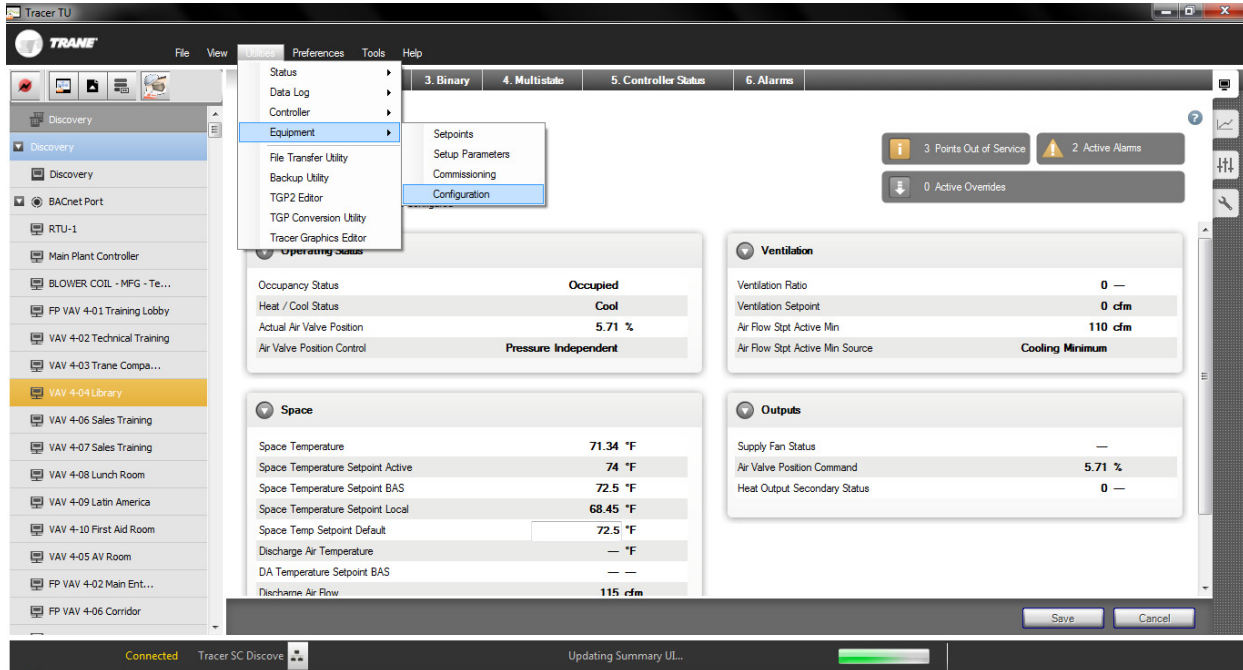 Tracer TU
TRANE
File View Utilities Preferences Tools Help
3. Binary 4. Multistate 5. Controller Status 6. Alarms
Status
Data Log
Controller
Equipment
File Transfer Utility
Backup Utility
TGP2 Editor
TGP Conversion Utility
Tracer Graphics Editor
Setpoints
Setup Parameters
Commissioning
Configuration
3 Points Out of Service
2 Active Alarms
0 Active Overrides
Discovery
Discovery
Discovery
BACnet Port
RTU-1
Main Plant Controller
BLOWER COIL - MFG - Te...
FP VAV 4-01 Training Lobby
VAV 4-02 Technical Training
VAV 4-03 Trane Compa...
VAV 4-04 Library
VAV 4-06 Sales Training
VAV 4-07 Sales Training
VAV 4-08 Lunch Room
VAV 4-09 Latin America
VAV 4-10 First Aid Room
VAV 4-05 AV Room
FP VAV 4-02 Main Ent...
FP VAV 4-06 Corridor
Operating Status
Occupancy Status Occupied
Heat / Cool Status Cool
Actual Air Valve Position 5.71 %
Air Valve Position Control Pressure Independent
Ventilation
Ventilation Ratio 0 —
Ventilation Setpoint 0 cfm
Air Flow Stpt Active Min 110 cfm
Air Flow Stpt Active Min Source Cooling Minimum
Space
Space Temperature 71.34 °F
Space Temperature Setpoint Active 74 °F
Space Temperature Setpoint BAS 72.5 °F
Space Temperature Setpoint Local 68.45 °F
Space Temp Setpoint Default 72.5 °F
Discharge Air Temperature — °F
DA Temperature Setpoint BAS — —
Discharge Air Flow 115 cfm
Outputs
Supply Fan Status —
Air Valve Position Command 5.71 %
Heat Output Secondary Status 0 —
Save Cancel
Connected Tracer SC Discove Updating Summary UI...